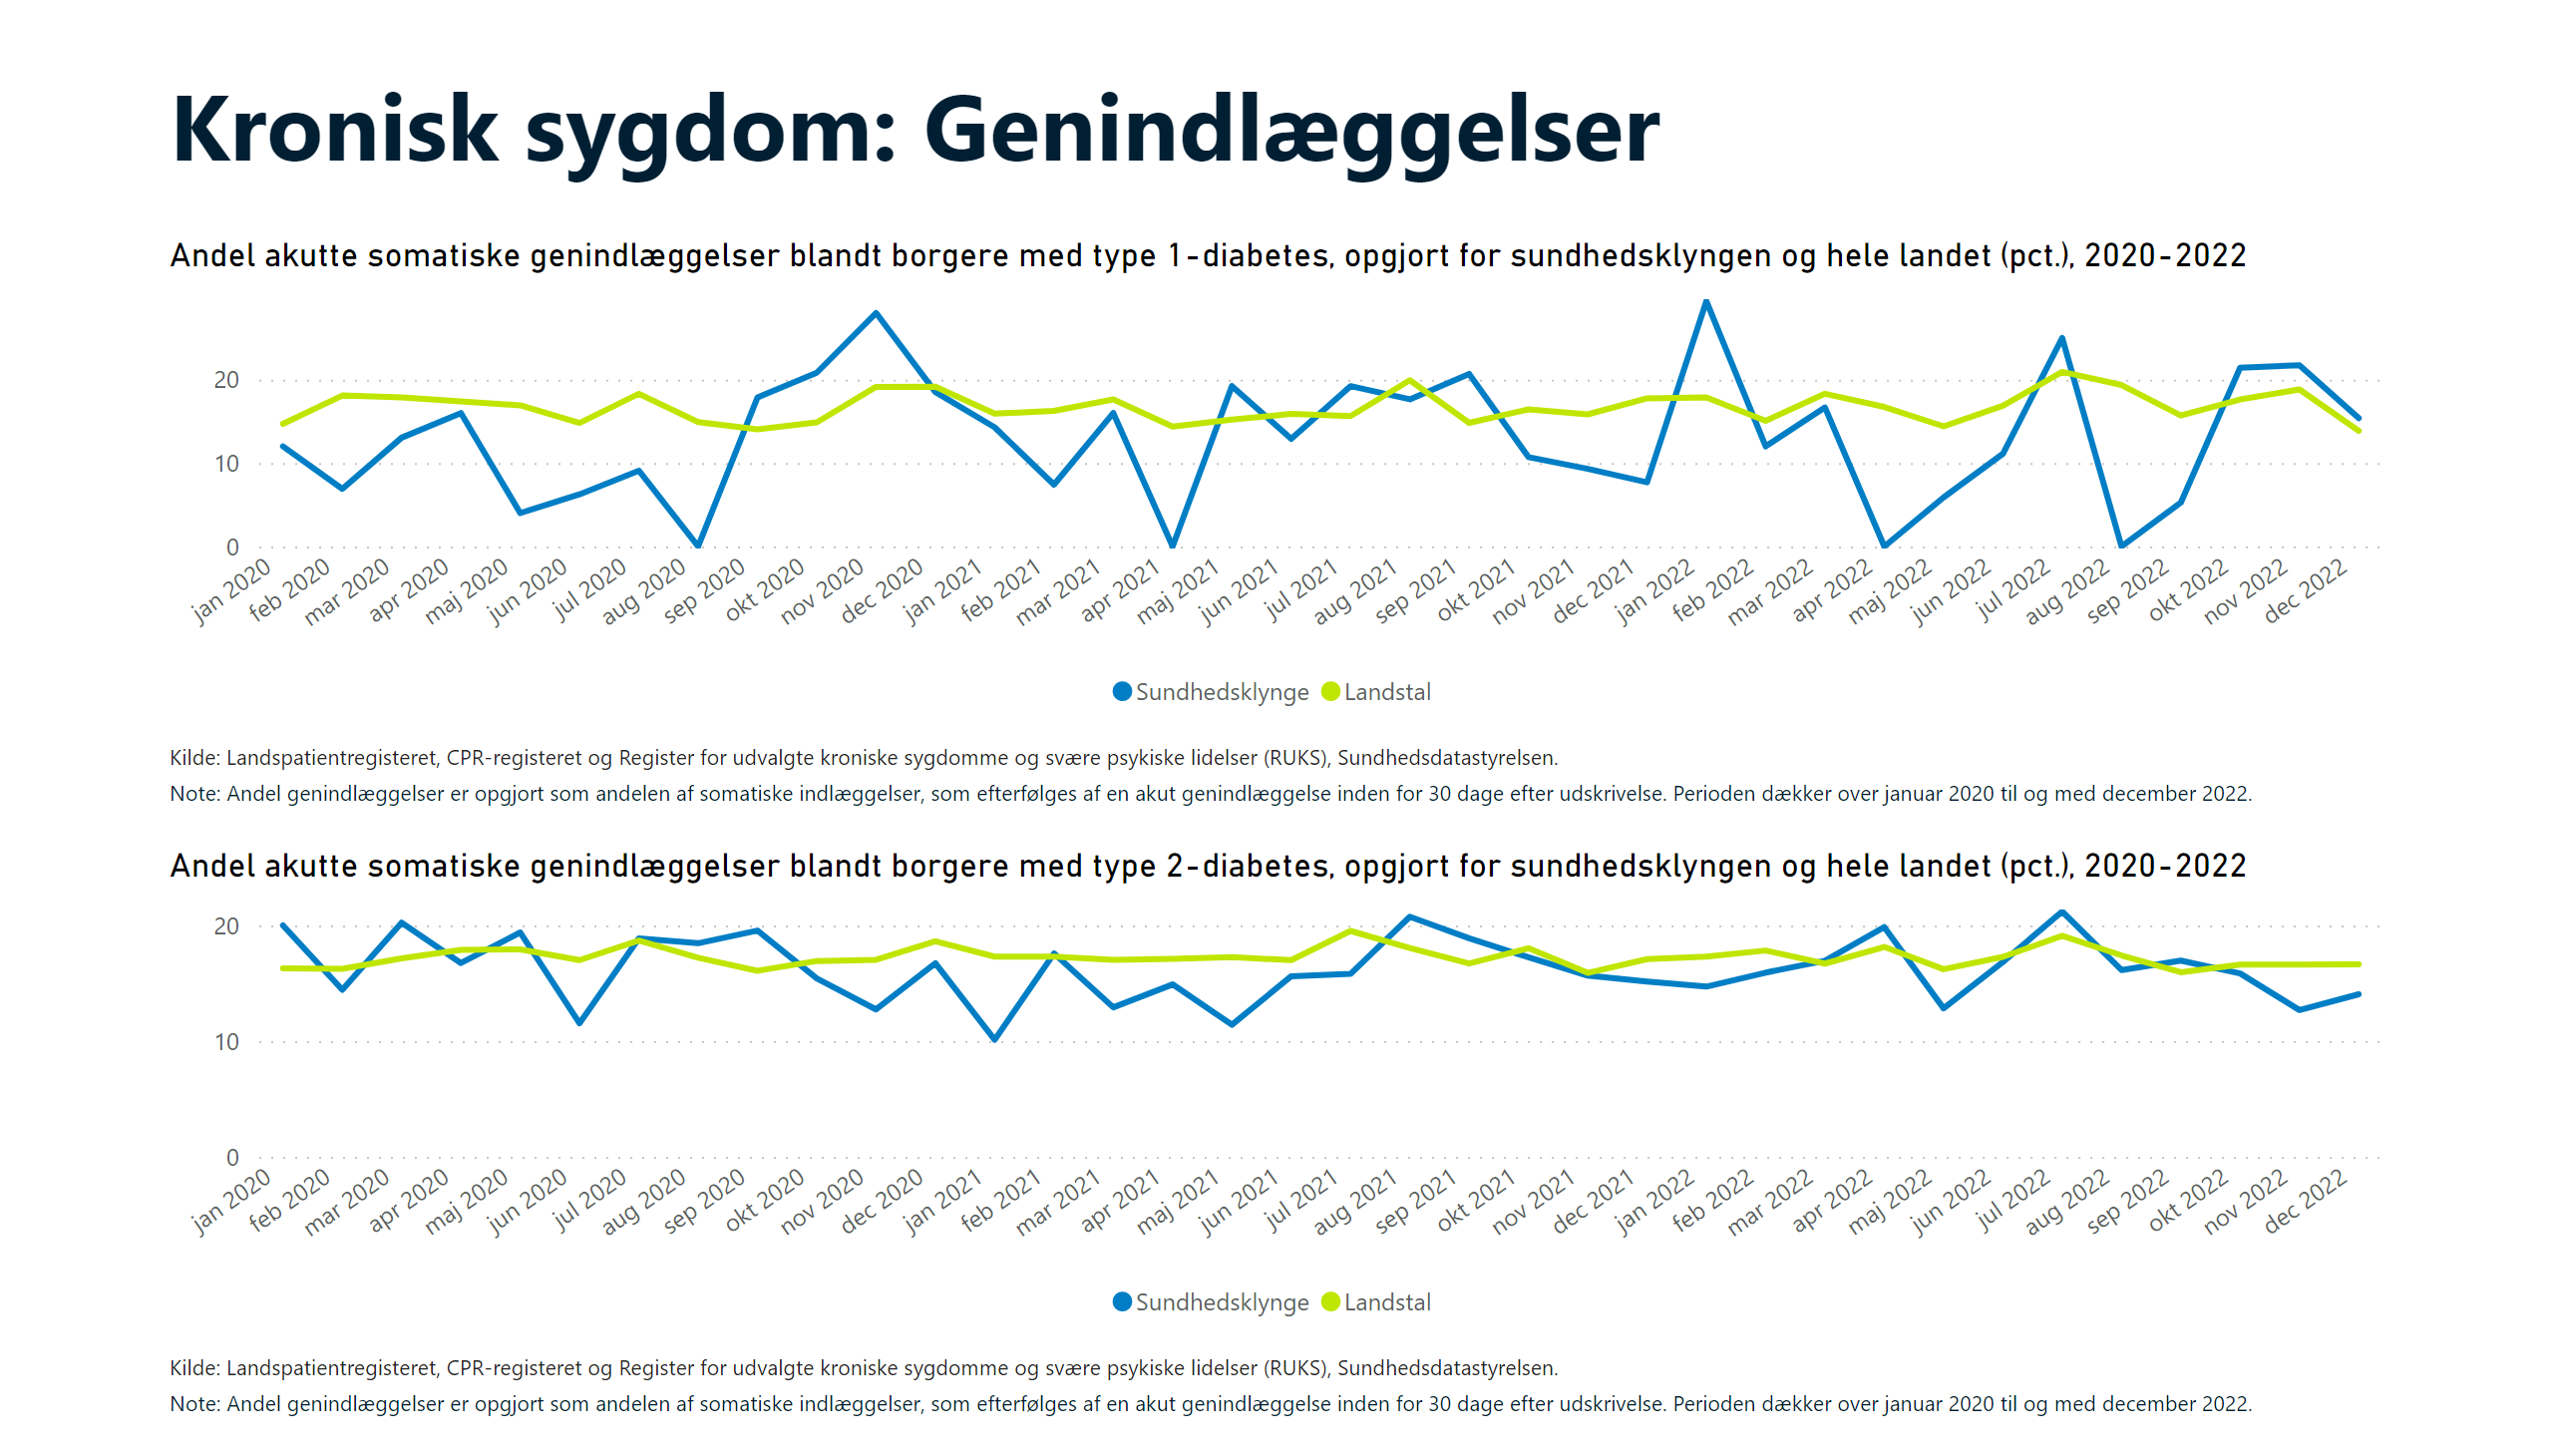 Kronisk sygdom: Genindlæggelser
Andel akutte somatiske genindlæggelser blandt borgere med type 1-diabetes, opgjort for sundhedsklyngen og hele landet (pct.), 2020-2022
20
10
0
jan 2020
feb 2020
mar 2020
apr 2020
maj 2020
jun 2020
jul 2020
aug 2020
sep 2020
okt 2020
nov 2020
dec 2020
jan 2021
feb 2021
mar 2021
apr 2021
maj 2021
jun 2021
jul 2021
aug 2021
sep 2021
okt 2021
nov 2021
dec 2021
jan 2022
feb 2022
mar 2022
apr 2022
maj 2022
jun 2022
jul 2022
aug 2022
sep 2022
okt 2022
nov 2022
dec 2022
Sundhedsklynge Landstal
Kilde: Landspatientregisteret, CPR-registeret og Register for udvalgte kroniske sygdomme og svære psykiske lidelser (RUKS), Sundhedsdatastyrelsen.
Note: Andel genindlæggelser er opgjort som andelen af somatiske indlæggelser, som efterfølges af en akut genindlæggelse inden for 30 dage efter udskrivelse. Perioden dækker over januar 2020 til og med december 2022.
Andel akutte somatiske genindlæggelser blandt borgere med type 2-diabetes, opgjort for sundhedsklyngen og hele landet (pct.), 2020-2022
20
10
0
jan 2020
feb 2020
mar 2020
apr 2020
maj 2020
jun 2020
jul 2020
aug 2020
sep 2020
okt 2020
nov 2020
dec 2020
jan 2021
feb 2021
mar 2021
apr 2021
maj 2021
jun 2021
jul 2021
aug 2021
sep 2021
okt 2021
nov 2021
dec 2021
jan 2022
feb 2022
mar 2022
apr 2022
maj 2022
jun 2022
jul 2022
aug 2022
sep 2022
okt 2022
nov 2022
dec 2022
Sundhedsklynge Landstal
Kilde: Landspatientregisteret, CPR-registeret og Register for udvalgte kroniske sygdomme og svære psykiske lidelser (RUKS), Sundhedsdatastyrelsen.
Note: Andel genindlæggelser er opgjort som andelen af somatiske indlæggelser, som efterfølges af en akut genindlæggelse inden for 30 dage efter udskrivelse. Perioden dækker over januar 2020 til og med december 2022.